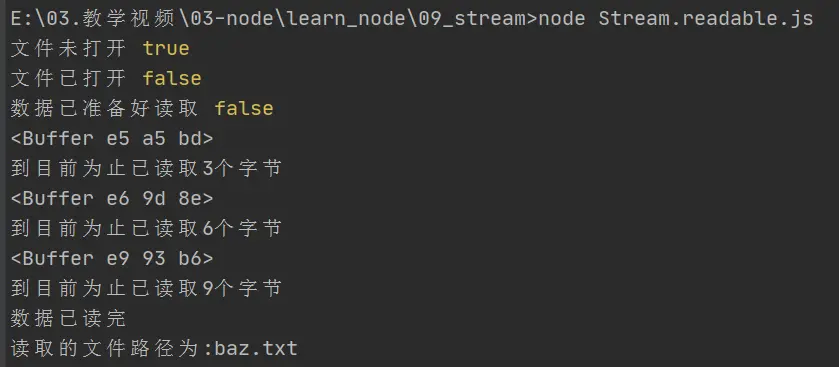 E:\03.教学视频\03-node\learn_node\09_stream>node Stream.readable.js
文件未打开 true
文件已打开 false
数据已准备好读取 false
<Buffer e5 a5 bd>
到目前为止已读取3个字节
<Buffer e6 9d 8e>
到目前为止已读取6个字节
<Buffer e9 93 b6>
到目前为止已读取9个字节
数据已读完
读取的文件路径为:baz.txt